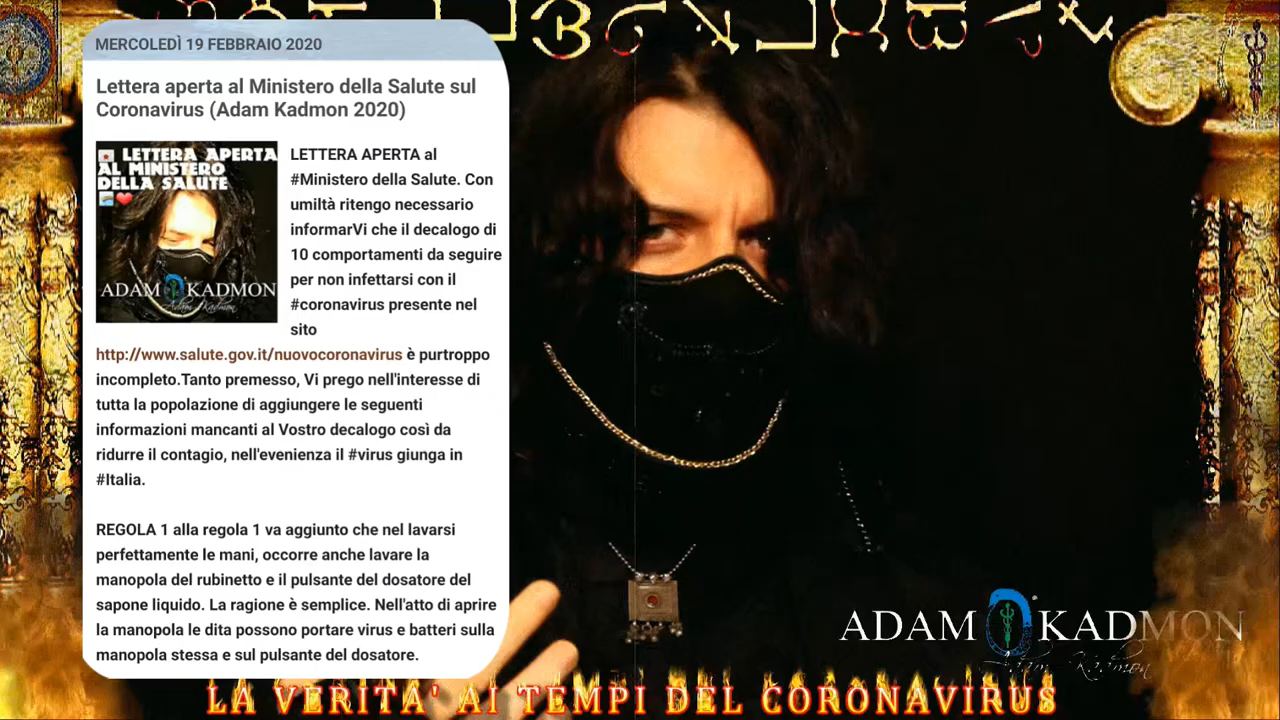 MERCOLEDÌ 19 FEBBRAIO 2020
Lettera aperta al Ministero della Salute sul
Coronavirus (Adam Kadmon 2020)
LETTERA APERTA
AL MINISTERO
DELLA SALUTE
ADAM KADMON
Adam Kadmon
LETTERA APERTA al
#Ministero della Salute. Con
umiltà ritengo necessario
informarVi che il decalogo di
10 comportamenti da seguire
per non infettarsi con il
#coronavirus presente nel
sito
http://www.salute.gov.it/nuovocoronavirus è purtroppo
incompleto.Tanto premesso, Vi prego nell'interesse di
tutta la popolazione di aggiungere le seguenti
informazioni mancanti al Vostro decalogo così da
ridurre il contagio, nell'evenienza il #virus giunga in
#Italia.
REGOLA 1 alla regola 1 va aggiunto che nel lavarsi
perfettamente le mani, occorre anche lavare la
manopola del rubinetto e il pulsante del dosatore del
sapone liquido. La ragione è semplice. Nell'atto di aprire
la manopola le dita possono portare virus e batteri sulla
manopola stessa e sul pulsante del dosatore.
ADAM KADMON
Adam Kadmon
LA VERITA' AI TEMPI DEL CORONAVIRUS